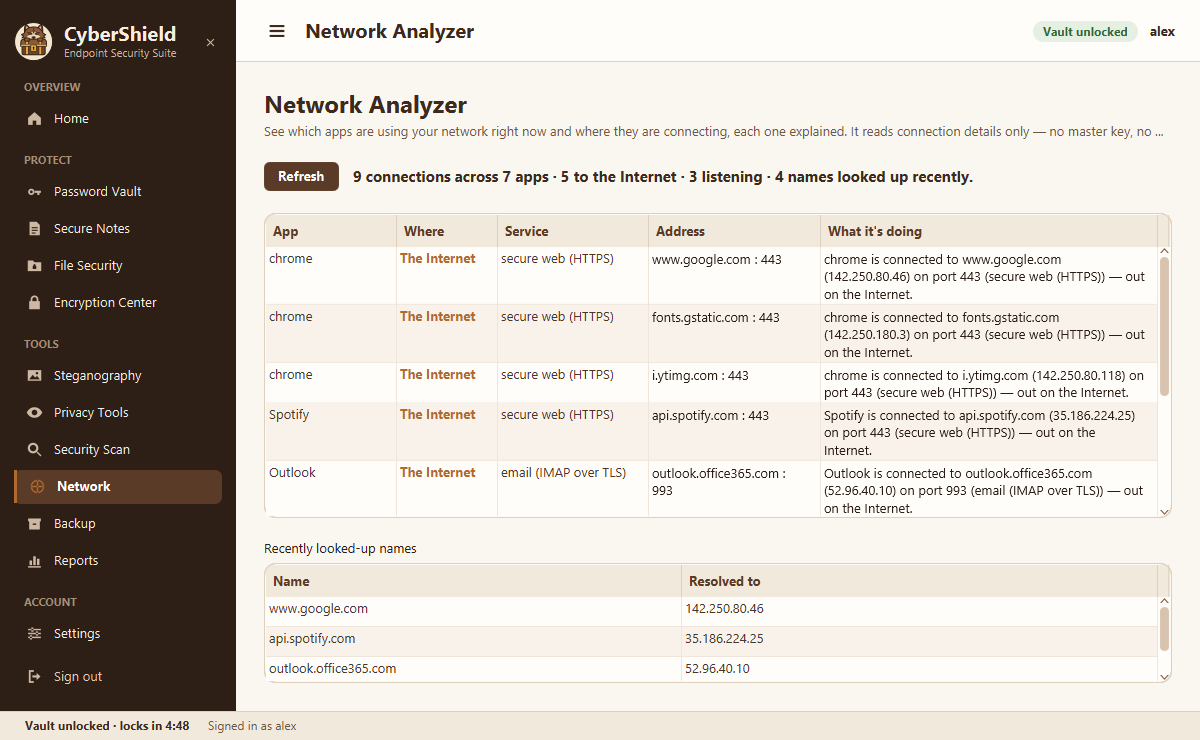 CyberShield
Endpoint Security Suite
×
OVERVIEW
Home
PROTECT
Password Vault
Secure Notes
File Security
Encryption Center
TOOLS
Steganography
Privacy Tools
Security Scan
Network
Backup
Reports
ACCOUNT
Settings
Sign out
Network Analyzer
Vault unlocked
alex
Network Analyzer
See which apps are using your network right now and where they are connecting, each one explained. It reads connection details only — no master key, no ...
Refresh
9 connections across 7 apps · 5 to the Internet · 3 listening · 4 names looked up recently.
App Where Service Address What it's doing
chrome The Internet secure web (HTTPS) www.google.com : 443 chrome is connected to www.google.com
(142.250.80.46) on port 443 (secure web (HTTPS)) — out
on the Internet.
chrome The Internet secure web (HTTPS) fonts.gstatic.com : 443 chrome is connected to fonts.gstatic.com
(142.250.180.3) on port 443 (secure web (HTTPS)) — out
on the Internet.
chrome The Internet secure web (HTTPS) i.ytimg.com : 443 chrome is connected to i.ytimg.com (142.250.80.118) on
port 443 (secure web (HTTPS)) — out on the Internet.
Spotify The Internet secure web (HTTPS) api.spotify.com : 443 Spotify is connected to api.spotify.com (35.186.224.25)
on port 443 (secure web (HTTPS)) — out on the
Internet.
Outlook The Internet email (IMAP over TLS) outlook.office365.com : Outlook is connected to outlook.office365.com
993 (52.96.40.10) on port 993 (email (IMAP over TLS)) — out
on the Internet.
Recently looked-up names
Name Resolved to
www.google.com 142.250.80.46
api.spotify.com 35.186.224.25
outlook.office365.com 52.96.40.10
Vault unlocked · locks in 4:48 Signed in as alex